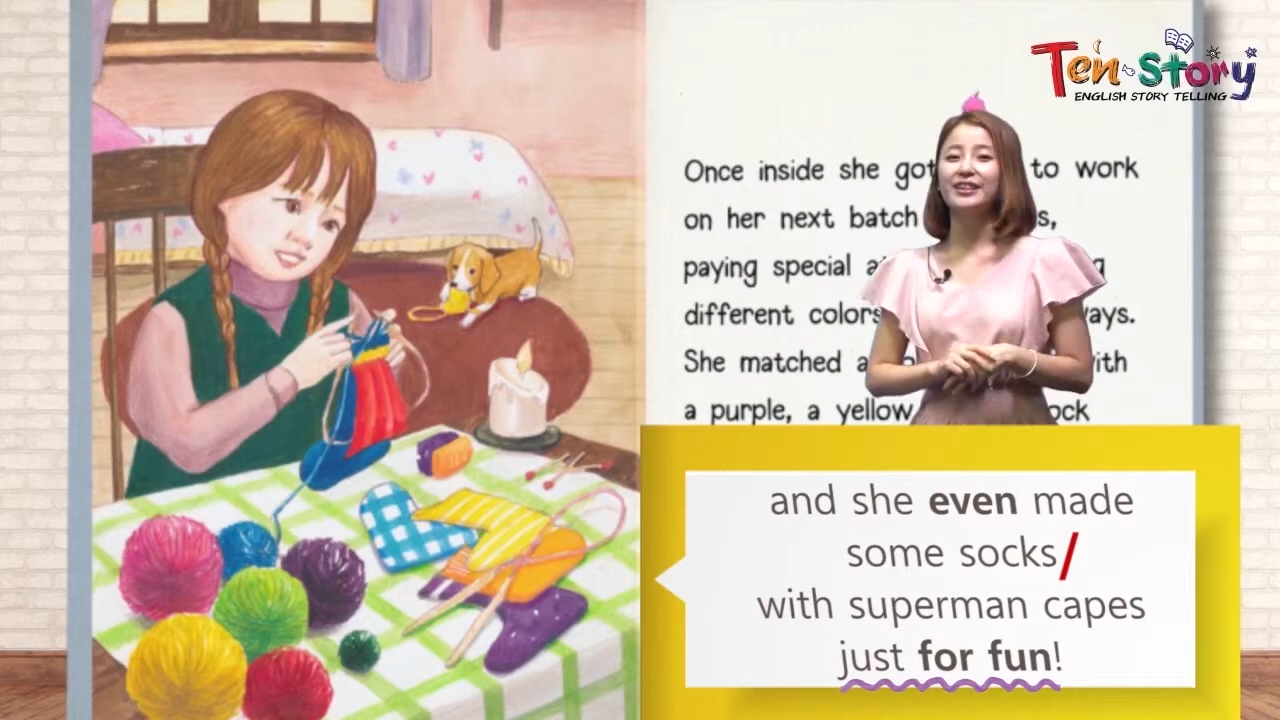 Ten Story
ENGLISH STORY TELLING
Once inside she got to work
on her next batch
paying special
different colors ays.
She matched a ith
a purple, a yellow ock
and she even made
some socks/
with superman capes
just for fun!